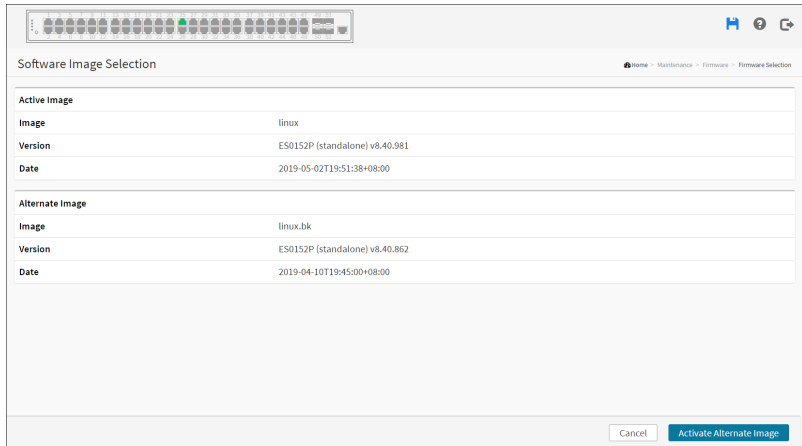 Software Image Selection
Home > Maintenance > Firmware > Firmware Selection
Active Image
Image linux
Version ES0152P (standalone) v8.40.981
Date 2019-05-02T19:51:38+08:00
Alternate Image
Image linux.bk
Version ES0152P (standalone) v8.40.862
Date 2019-04-10T19:45:00+08:00
Cancel Activate Alternate Image